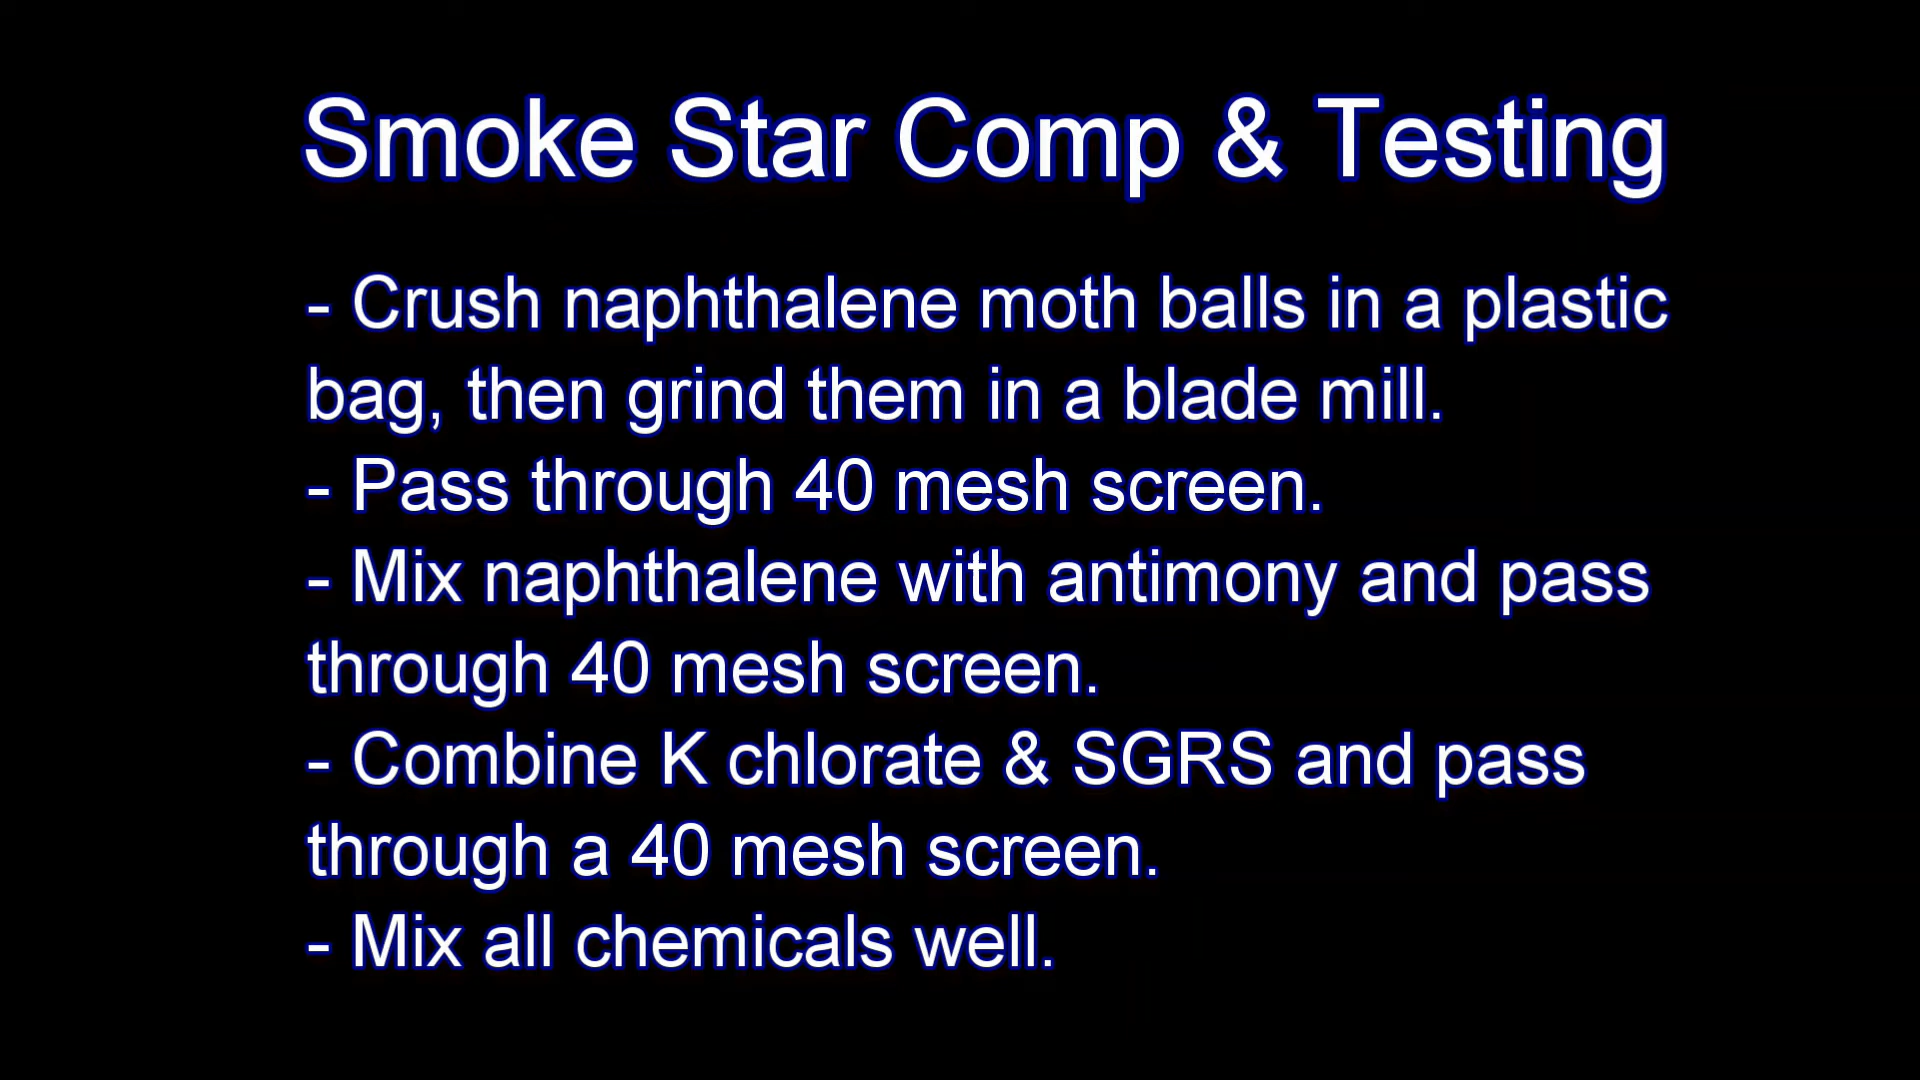 Smoke Star Comp & Testing
- Crush naphthalene moth balls in a plastic
bag, then grind them in a blade mill.
- Pass through 40 mesh screen.
- Mix naphthalene with antimony and pass
through 40 mesh screen.
- Combine K chlorate & SGRS and pass
through a 40 mesh screen.
- Mix all chemicals well.